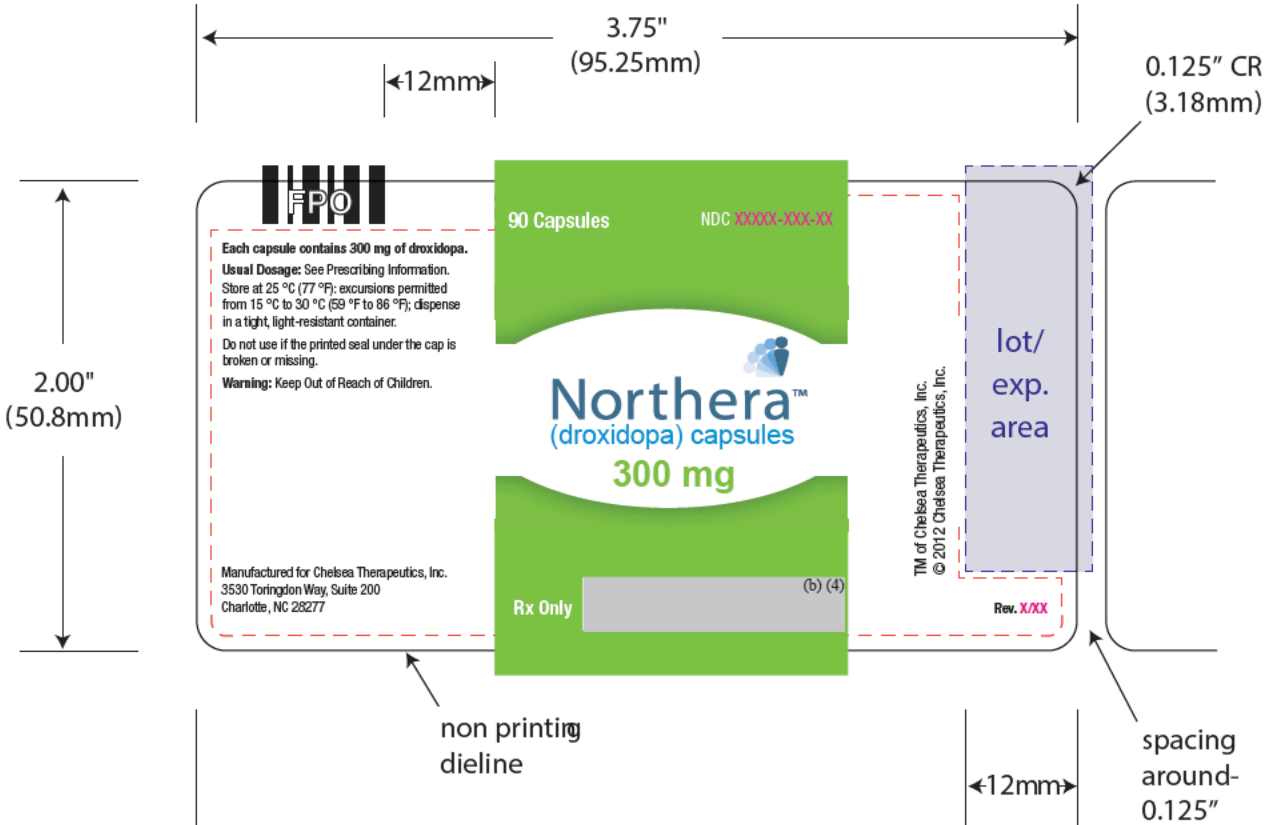 3.75"
(95.25mm)
12mm
0.125" CR
(3.18mm)
FPO
90 Capsules
NDC XXXXX-XXX-XX
Each capsule contains 300 mg of droxidopa.
Usual Dosage: See Prescribing Information.
Store at 25 °C (77 °F): excursions permitted
from 15 °C to 30 °C (59 °F to 86 °F); dispense
in a tight, light-resistant container.
Do not use if the printed seal under the cap is
broken or missing.
Warning: Keep Out of Reach of Children.
2.00"
(50.8mm)
Northera™
(droxidopa) capsules
300 mg
TM of Chelsea Therapeutics, Inc.
© 2012 Chelsea Therapeutics, Inc.
lot/
exp.
area
Manufactured for Chelsea Therapeutics, Inc.
3530 Toringdon Way, Suite 200
Charlotte, NC 28277
Rx Only
(b) (4)
Rev. X/XX
non printing
dieline
12mm
spacing
around-
0.125"